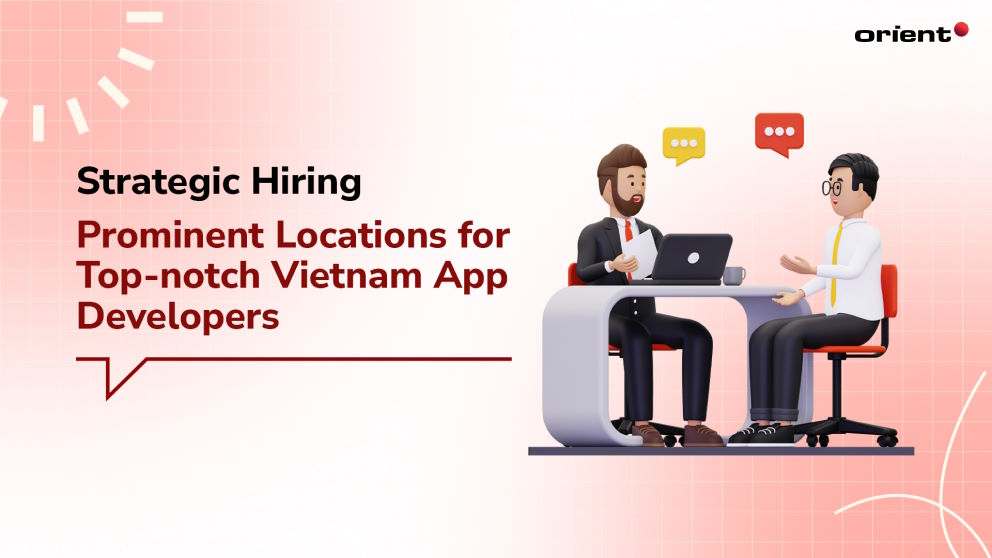 orient
Strategic Hiring
Prominent Locations for
Top-notch Vietnam App
Developers